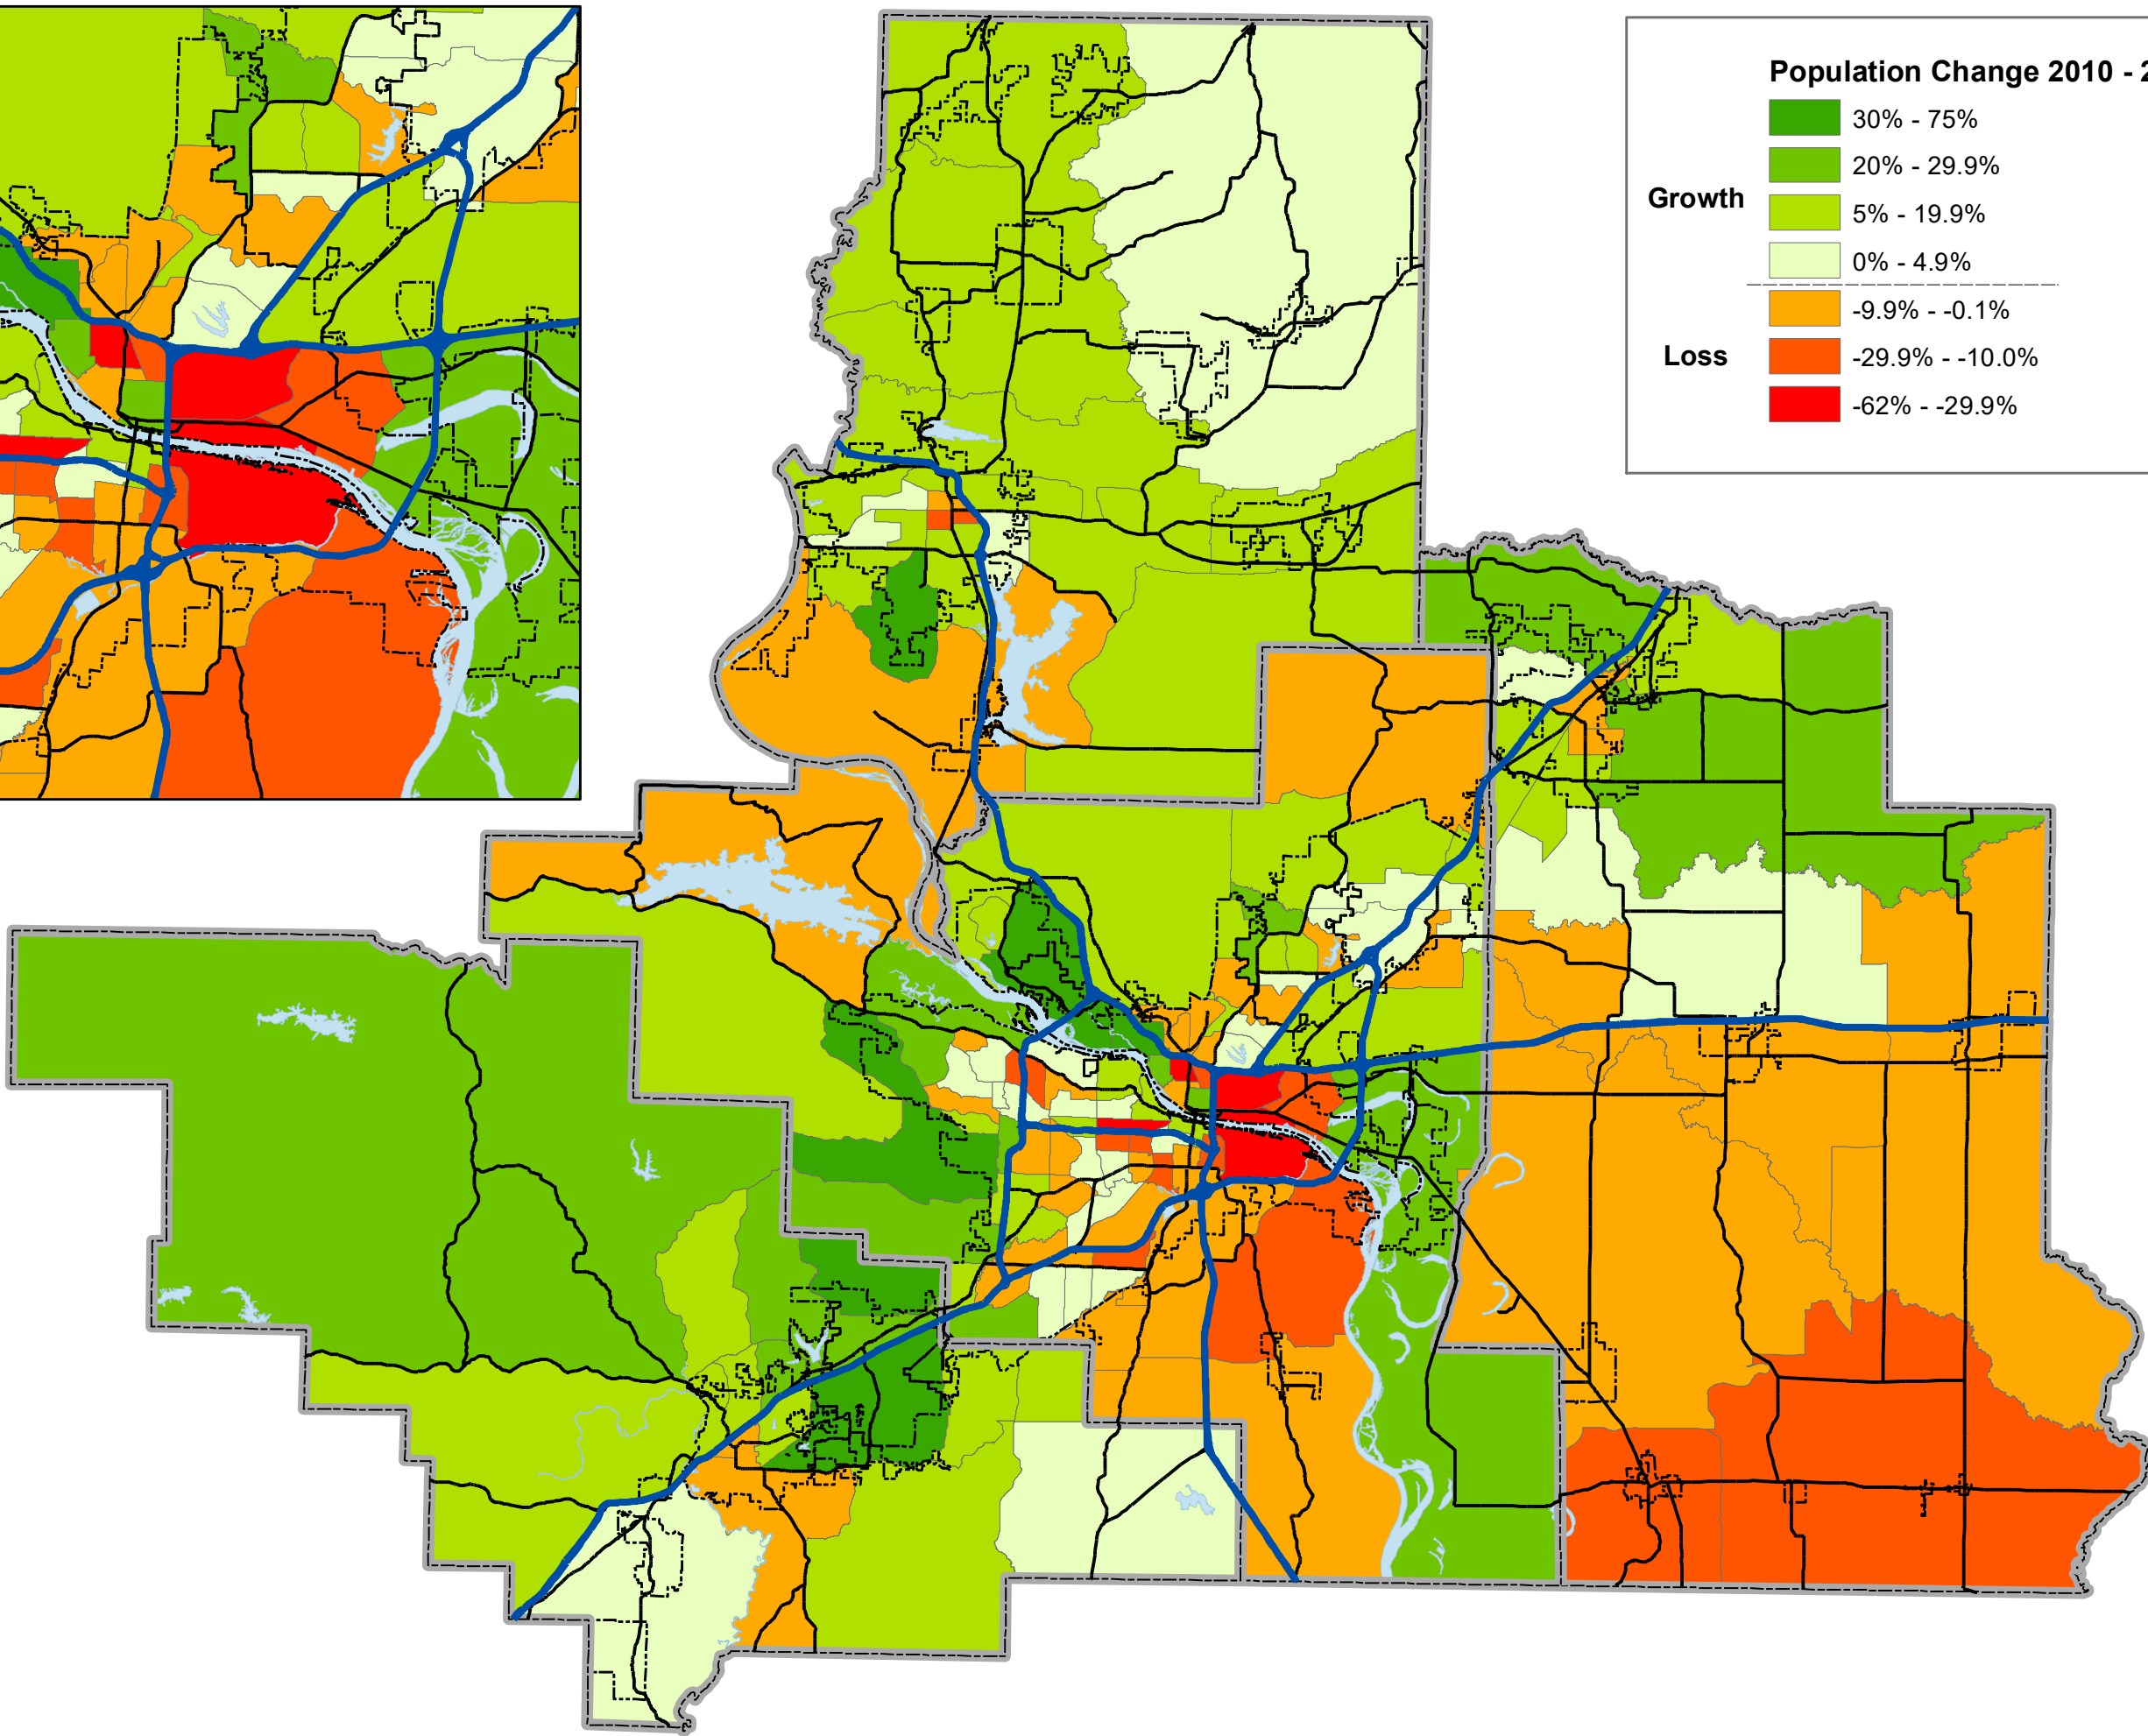 Population Change 2010 - 2
30% - 75%
20% - 29.9%
Growth
5% - 19.9%
0% - 4.9%
-9.9% - -0.1%
Loss
-29.9% - -10.0%
-62% - -29.9%